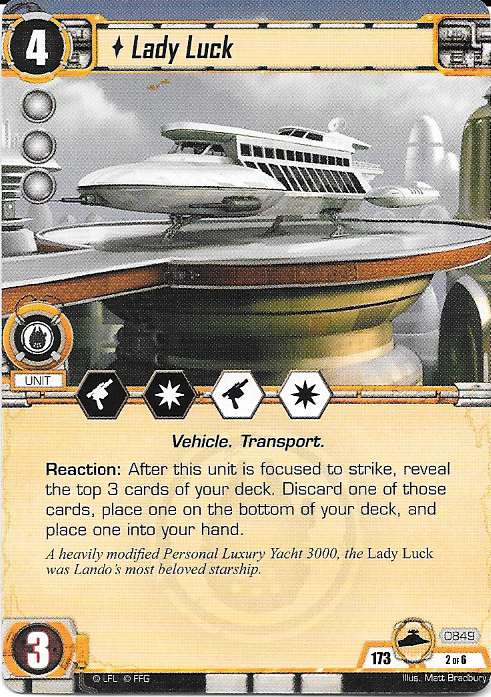 4
Lady Luck
UNIT
Vehicle. Transport.
Reaction: After this unit is focused to strike, reveal
the top 3 cards of your deck. Discard one of those
cards, place one on the bottom of your deck, and
place one into your hand.
A heavily modified Personal Luxury Yacht 3000, the Lady Luck
was Lando's most beloved starship.
3
173
0849
2 OF 6
© LFL © FFG
Illus. Matt Bradbury